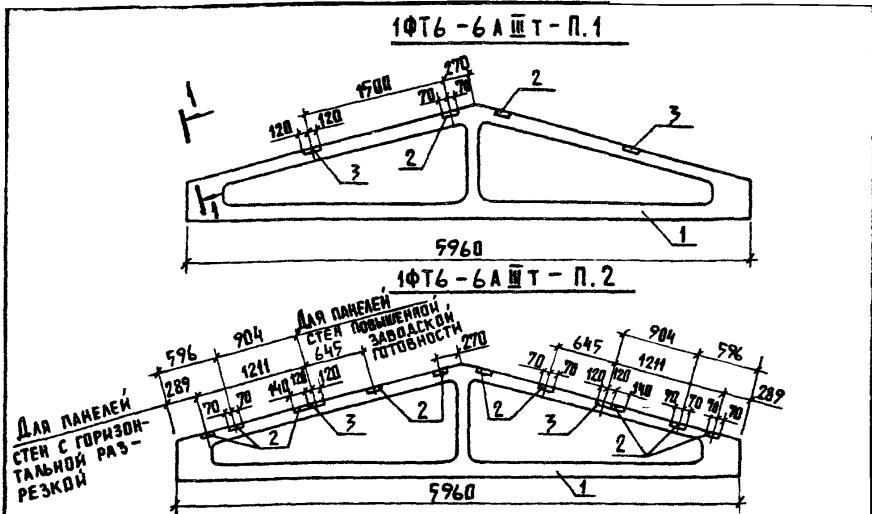 1ФТ6-6АIIIТ-П.1
270
1500
70 70
2
1
120 120
3
2
3
1
1
5960
1ФТ6-6АIIIТ-П.2
Для панелей
стен повышенной
заводской
готовности
596
904
1211
645
289
70 70
140 120 120
270
2
3
2
2
70 70
645
904
1211
596
120 120 140
70 70
70 70
289
3
2
Для панелей
стен с горизон-
тальной раз-
резкой
5960
1